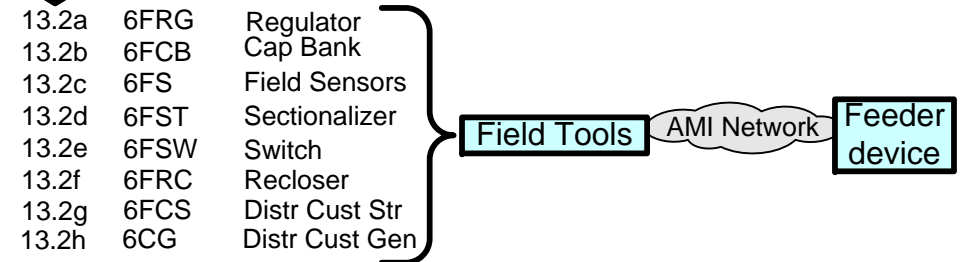 13.2a 6FRG Regulator
13.2b 6FCB Cap Bank
13.2c 6FS Field Sensors
13.2d 6FST Sectionalizer
13.2e 6FSW Switch
13.2f 6FRC Recloser
13.2g 6FCS Distr Cust Str
13.2h 6CG Distr Cust Gen
Field Tools
AMI Network
Feeder
device